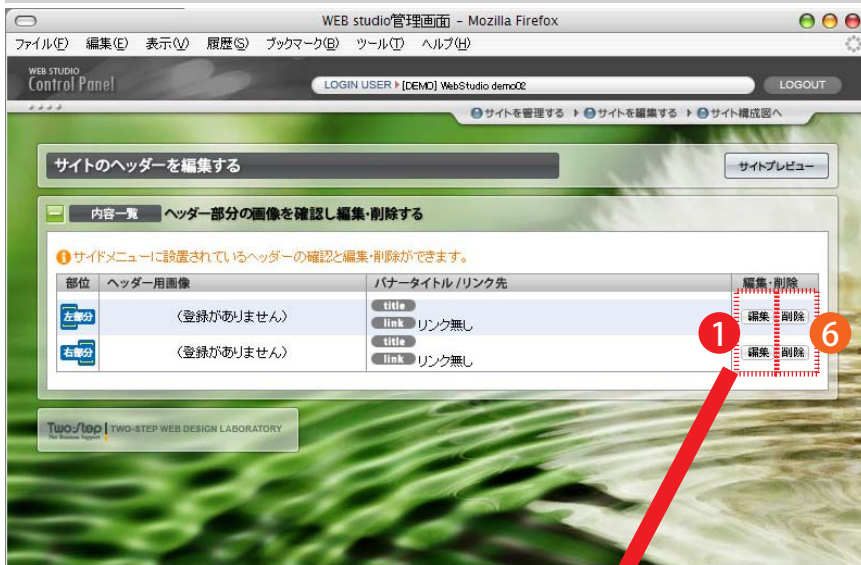 WEB studio管理画面 - Mozilla Firefox
ファイル(F) 編集(E) 表示(V) 履歴(S) ブックマーク(B) ツール(T) ヘルプ(H)
WEB STUDIO
Control Panel
LOGIN USER [DEMO] WebStudio demo02
LOGOUT
サイトを管理する サイトを編集する サイト構成図へ
サイトのヘッダーを編集する
サイトプレビュー
内容一覧 ヘッダー部分の画像を確認し編集・削除する
サイドメニューに設置されているヘッダーの確認と編集・削除ができます。
部位 ヘッダー用画像 バナータイトル /リンク先 編集・削除
左部分 (登録がありません) title
link リンク無し
編集 削除
1 6
右部分 (登録がありません) title
link リンク無し
編集 削除
Two:Step TWO-STEP WEB DESIGN LABORATORY